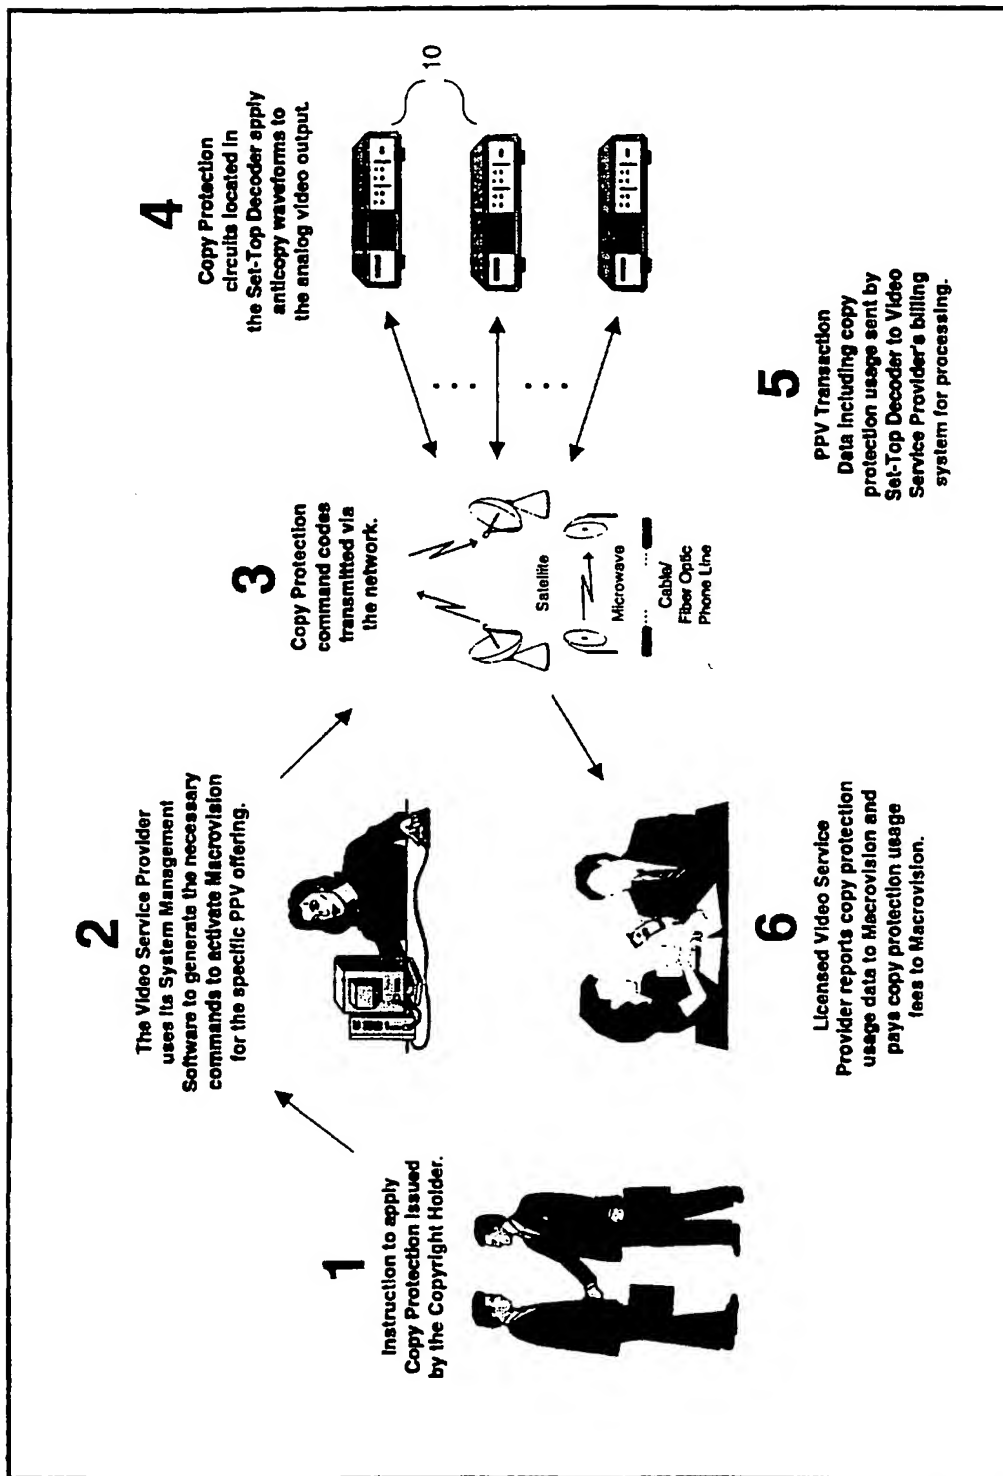 1
Instruction to apply
Copy Protection Issued
by the Copyright Holder.
2
The Video Service Provider
uses its System Management
Software to generate the necessary
commands to activate Macrovision
for the specific PPV offering.
3
Copy Protection
command codes
transmitted via
the network.
Satellite
Microwave
Cable/
Fiber Optic
Phone Line
4
Copy Protection
circuits located in
the Set-Top Decoder apply
anticopy waveforms to
the analog video output.
10
5
PPV Transaction
Data including copy
protection usage sent by
Set-Top Decoder to Video
Service Provider's billing
system for processing.
6
Licensed Video Service
Provider reports copy protection
usage data to Macrovision and
pays copy protection usage
fees to Macrovision.